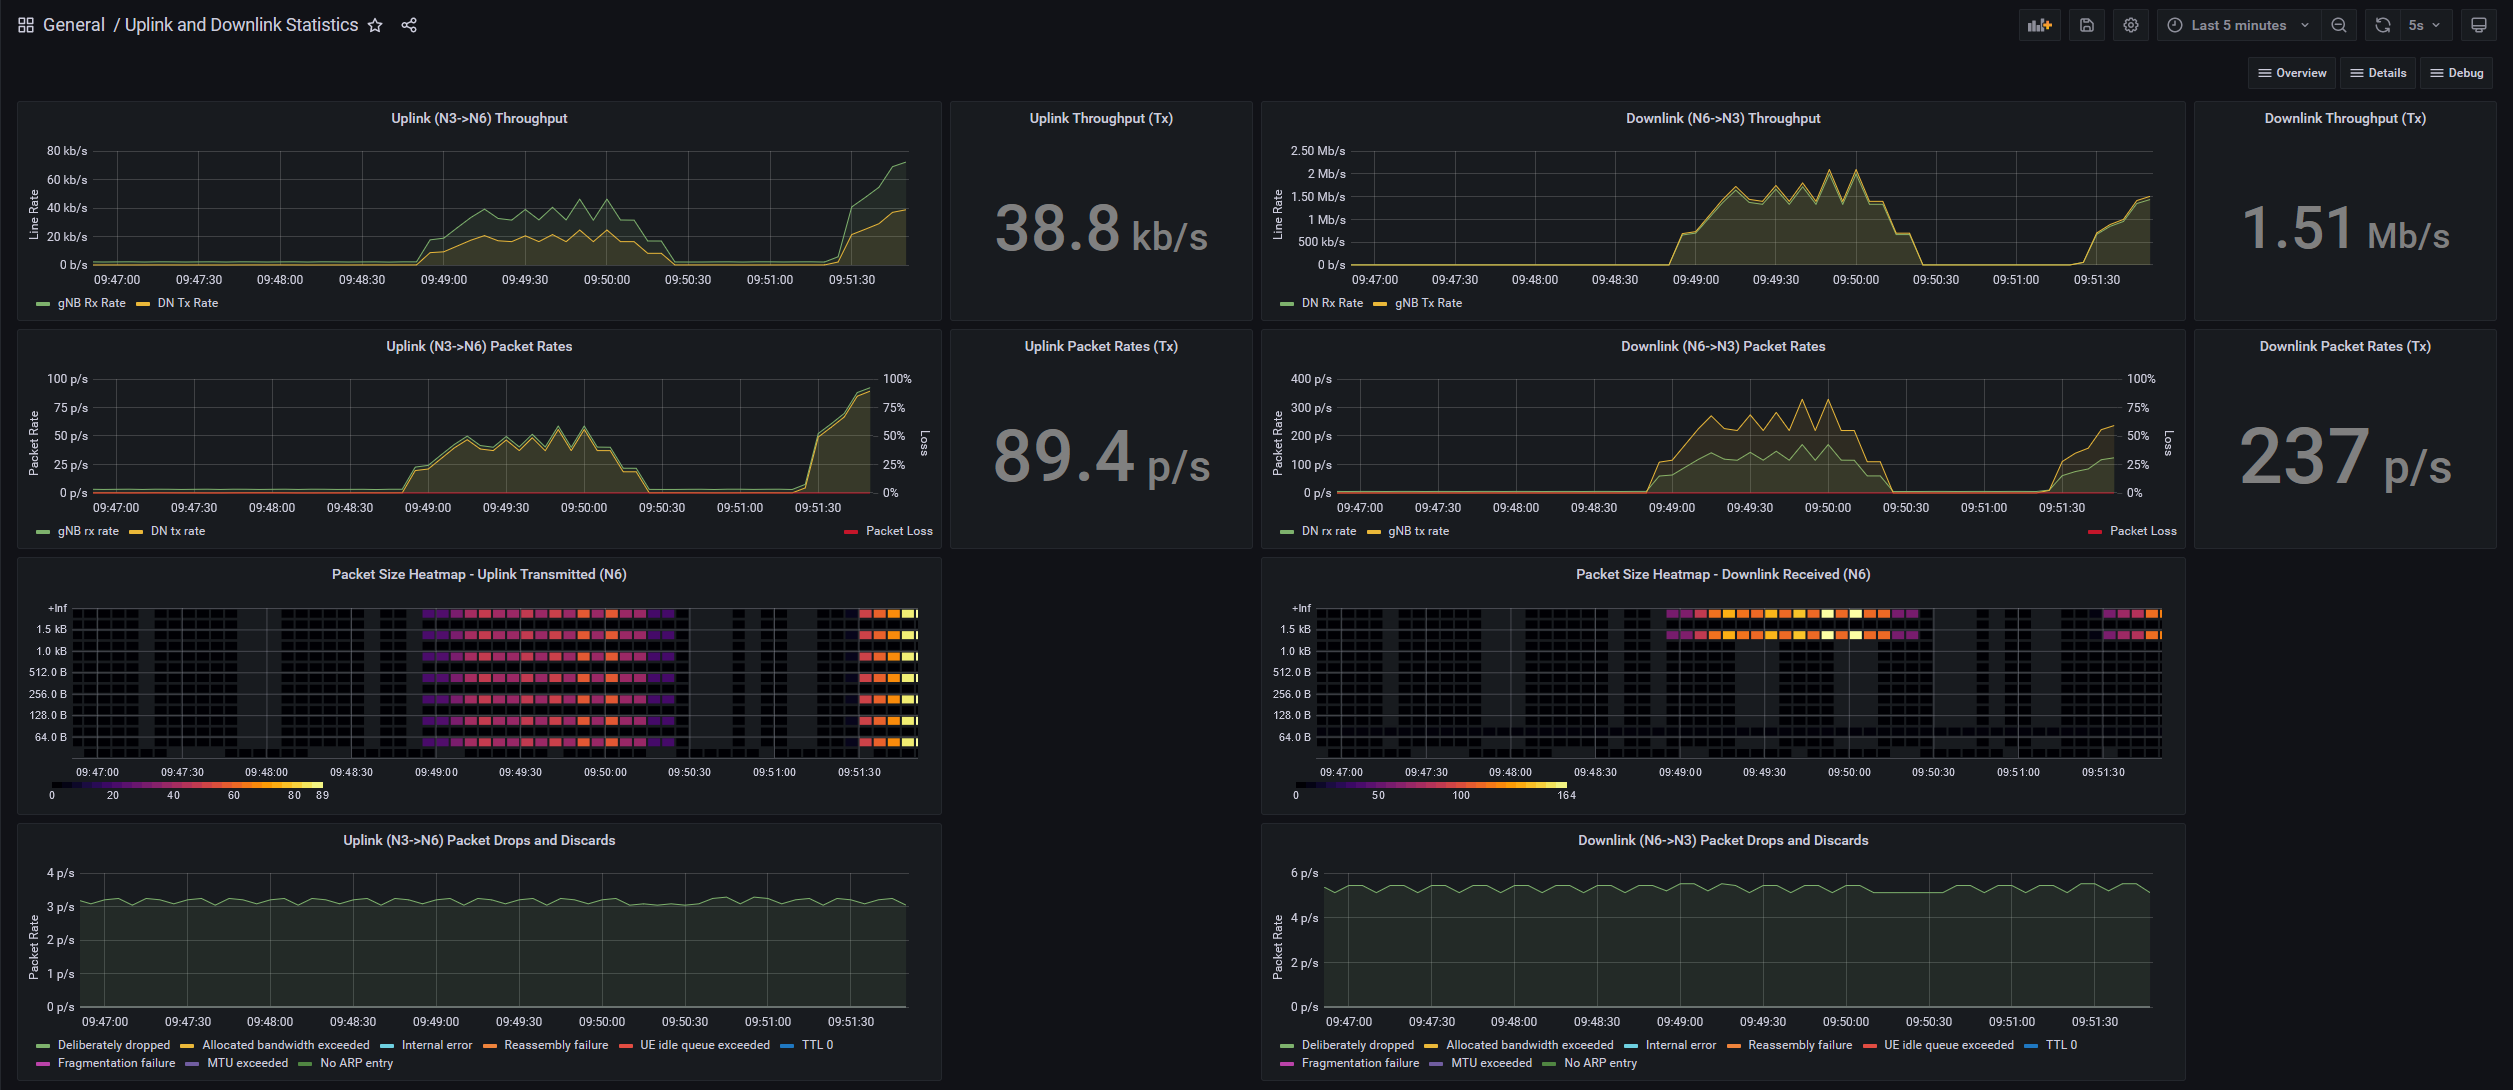 General / Uplink and Downlink Statistics
Last 5 minutes
5s
Overview
Details
Debug
Uplink (N3->N6) Throughput
Line Rate
80 kb/s
60 kb/s
40 kb/s
20 kb/s
0 b/s
09:47:00 09:47:30 09:48:00 09:48:30 09:49:00 09:49:30 09:50:00 09:50:30 09:51:00 09:51:30
gNB Rx Rate DN Tx Rate
Uplink Throughput (Tx)
38.8 kb/s
Downlink (N6->N3) Throughput
Line Rate
2.50 Mb/s
2 Mb/s
1.50 Mb/s
1 Mb/s
500 kb/s
0 b/s
09:47:00 09:47:30 09:48:00 09:48:30 09:49:00 09:49:30 09:50:00 09:50:30 09:51:00 09:51:30
DN Rx Rate gNB Tx Rate
Downlink Throughput (Tx)
1.51 Mb/s
Uplink (N3->N6) Packet Rates
Packet Rate
100 p/s
75 p/s
50 p/s
25 p/s
0 p/s
100%
75%
50%
25%
0%
Loss
09:47:00 09:47:30 09:48:00 09:48:30 09:49:00 09:49:30 09:50:00 09:50:30 09:51:00 09:51:30
gNB rx rate DN tx rate Packet Loss
Uplink Packet Rates (Tx)
89.4 p/s
Downlink (N6->N3) Packet Rates
Packet Rate
400 p/s
300 p/s
200 p/s
100 p/s
0 p/s
100%
75%
50%
25%
0%
Loss
09:47:00 09:47:30 09:48:00 09:48:30 09:49:00 09:49:30 09:50:00 09:50:30 09:51:00 09:51:30
DN rx rate gNB tx rate Packet Loss
Downlink Packet Rates (Tx)
237 p/s
Packet Size Heatmap - Uplink Transmitted (N6)
+Inf
1.5 kB
1.0 kB
512.0 B
256.0 B
128.0 B
64.0 B
09:47:00 09:47:30 09:48:00 09:48:30 09:49:00 09:49:30 09:50:00 09:50:30 09:51:00 09:51:30
0 20 40 60 80 89
Packet Size Heatmap - Downlink Received (N6)
+Inf
1.5 kB
1.0 kB
512.0 B
256.0 B
128.0 B
64.0 B
09:47:00 09:47:30 09:48:00 09:48:30 09:49:00 09:49:30 09:50:00 09:50:30 09:51:00 09:51:30
0 50 100 164
Uplink (N3->N6) Packet Drops and Discards
Packet Rate
4 p/s
3 p/s
2 p/s
1 p/s
0 p/s
09:47:00 09:47:30 09:48:00 09:48:30 09:49:00 09:49:30 09:50:00 09:50:30 09:51:00 09:51:30
Deliberately dropped Allocated bandwidth exceeded Internal error Reassembly failure UE idle queue exceeded TTL 0
Fragmentation failure MTU exceeded No ARP entry
Downlink (N6->N3) Packet Drops and Discards
Packet Rate
6 p/s
4 p/s
2 p/s
0 p/s
09:47:00 09:47:30 09:48:00 09:48:30 09:49:00 09:49:30 09:50:00 09:50:30 09:51:00 09:51:30
Deliberately dropped Allocated bandwidth exceeded Internal error Reassembly failure UE idle queue exceeded TTL 0
Fragmentation failure MTU exceeded No ARP entry